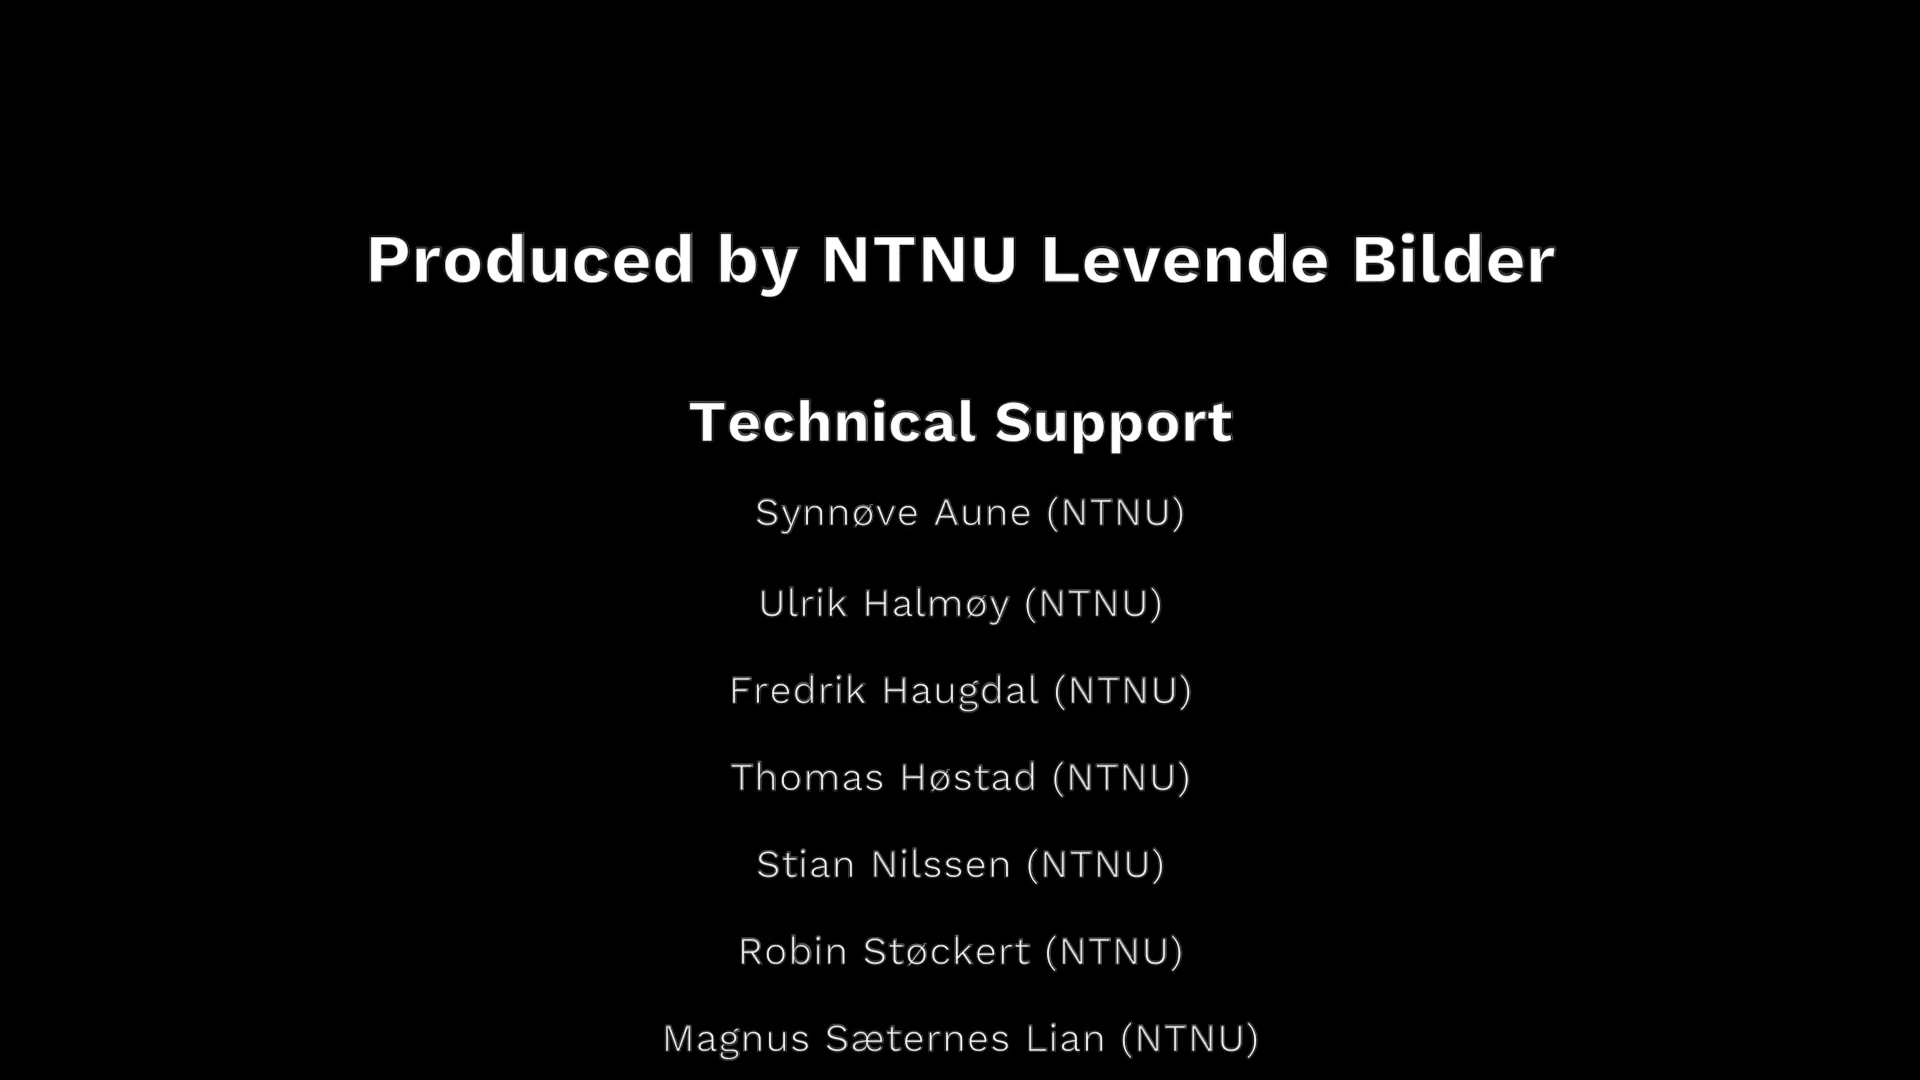 Produced by NTNU Levende Bilder
Technical Support
Synnøve Aune (NTNU)
Ulrik Halmøy (NTNU)
Fredrik Haugdal (NTNU)
Thomas Høstad (NTNU)
Stian Nilssen (NTNU)
Robin Støckert (NTNU)
Magnus Sæternes Lian (NTNU)